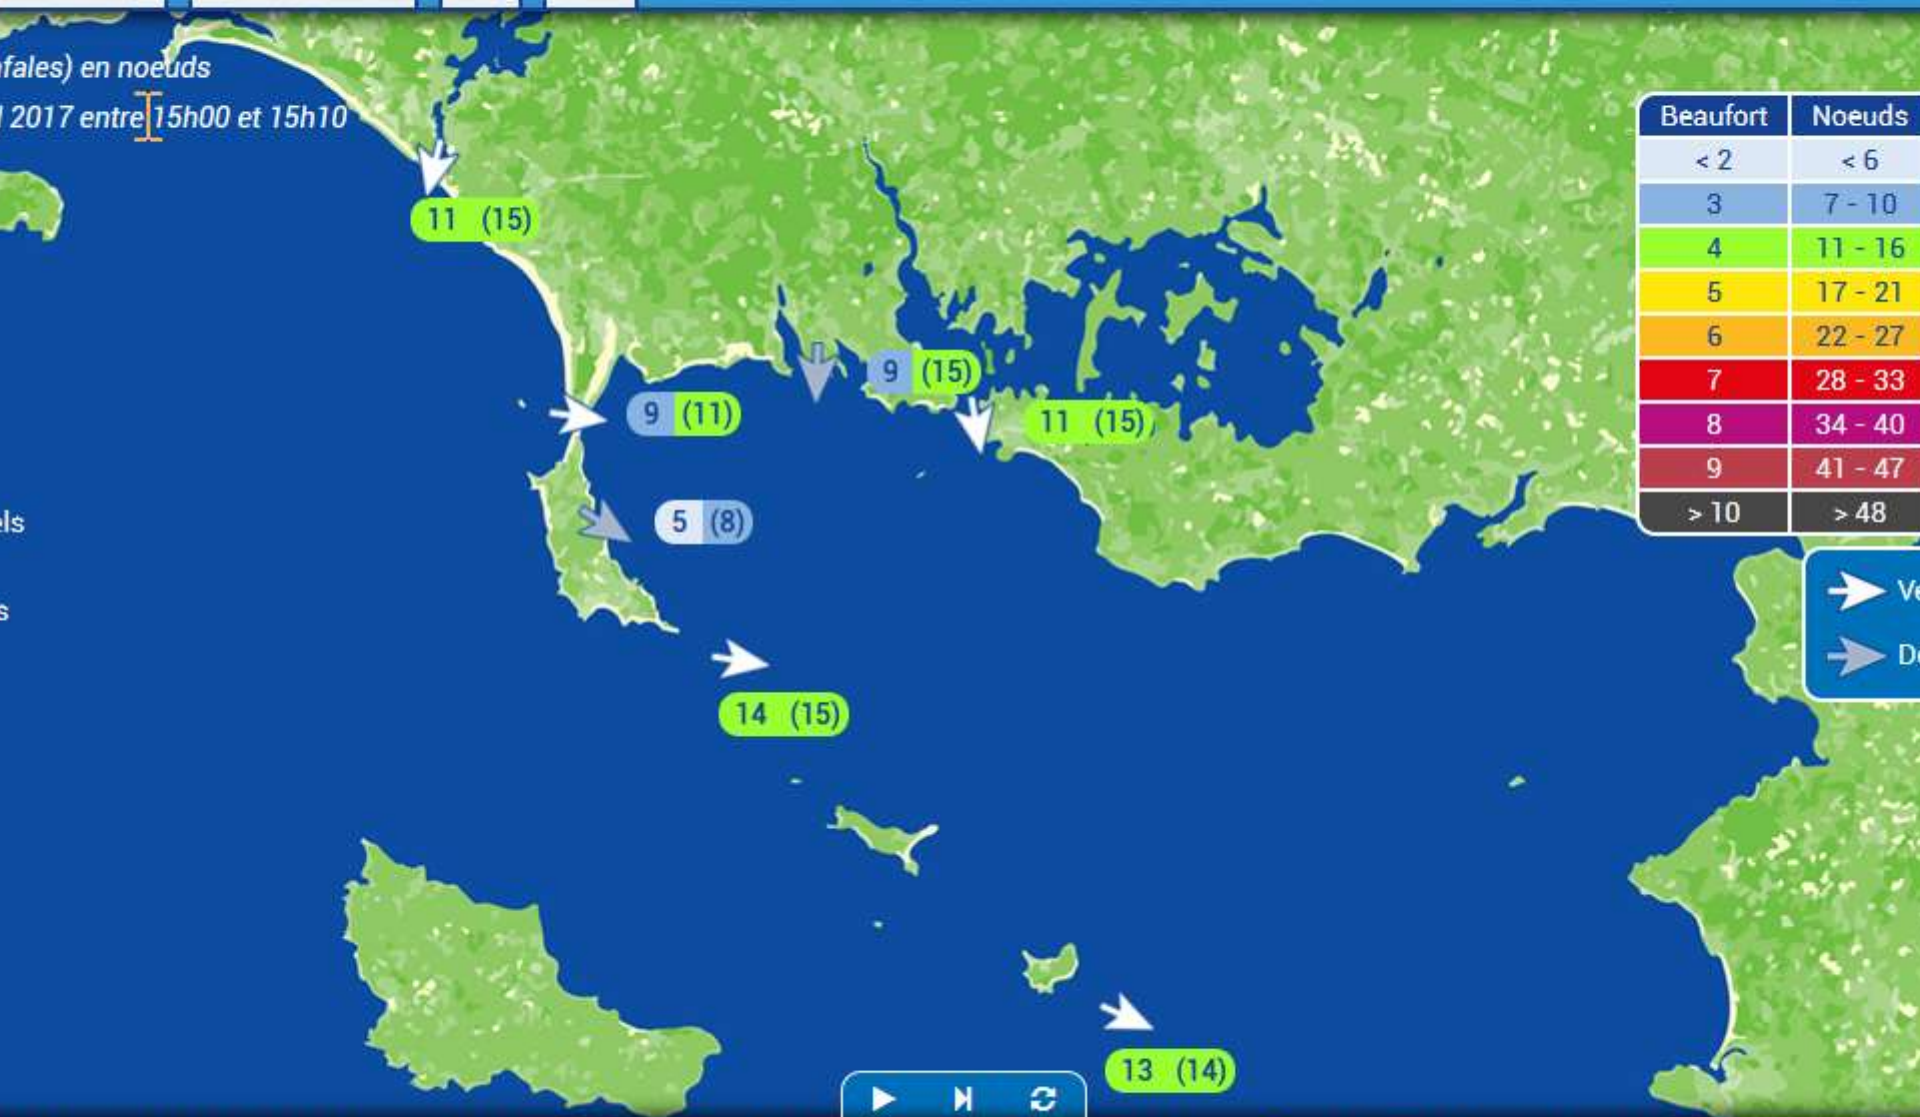 afales) en noeuds
l 2017 entre 15h00 et 15h10
Beaufort Noeuds
< 2 < 6
3 7 - 10
4 11 - 16
5 17 - 21
6 22 - 27
7 28 - 33
8 34 - 40
9 41 - 47
> 10 > 48
11 (15)
9 (15)
9 (11)
11 (15)
5 (8)
els
s
Ve
De
14 (15)
13 (14)